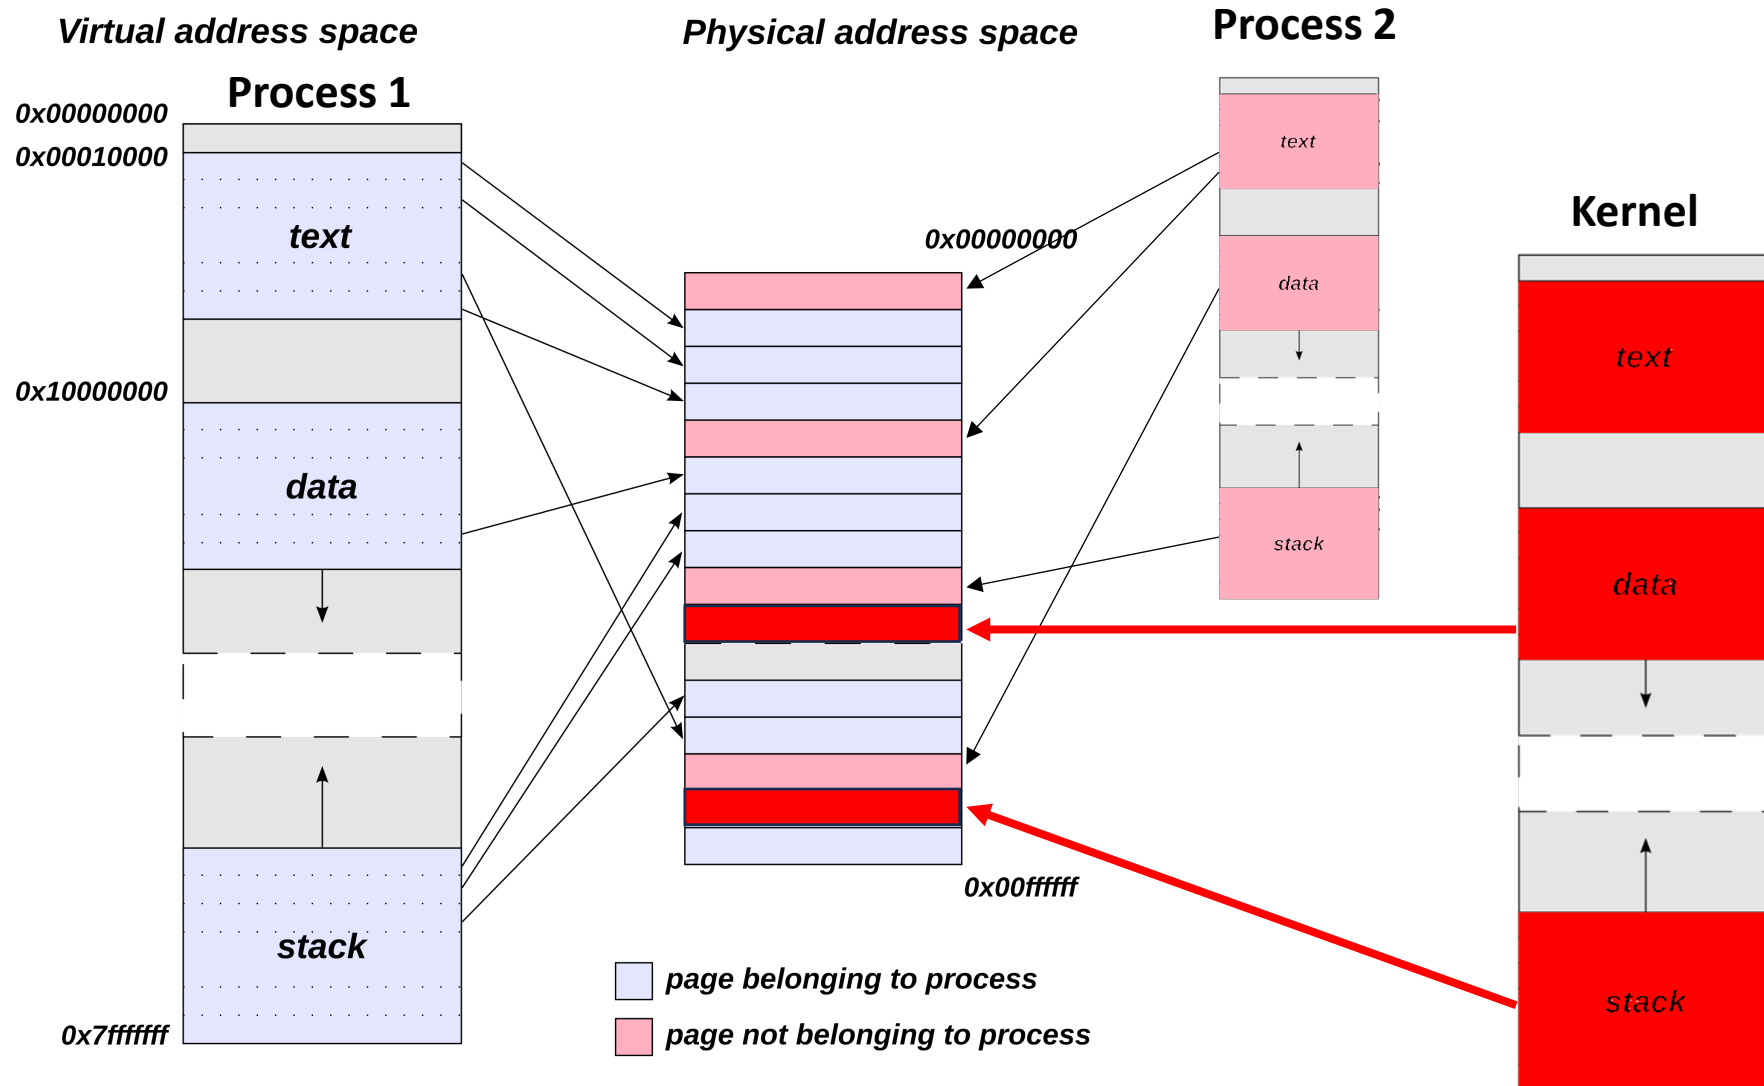 Virtual address space
Physical address space
Process 2
Process 1
0x00000000
0x00010000
text
0x10000000
data
stack
0x7fffffff
0x00000000
0x00ffffff
page belonging to process
page not belonging to process
text
data
stack
Kernel
text
data
stack